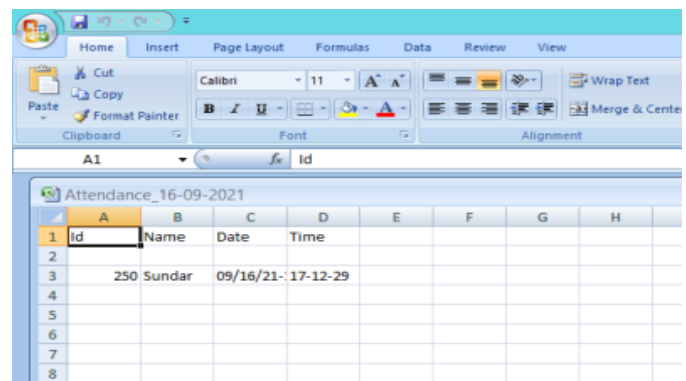 Home Insert Page Layout Formulas Data Review View
Cut
Copy
Paste
Format Painter
Clipboard
Calibri 11 A A
B I U A
Font
Wrap Text
Merge & Cente
Alignment
A1 fx Id
Attendance_16-09-2021
A B C D E F G H
1 Id Name Date Time
2
3 250 Sundar 09/16/21-: 17-12-29
4
5
6
7
8